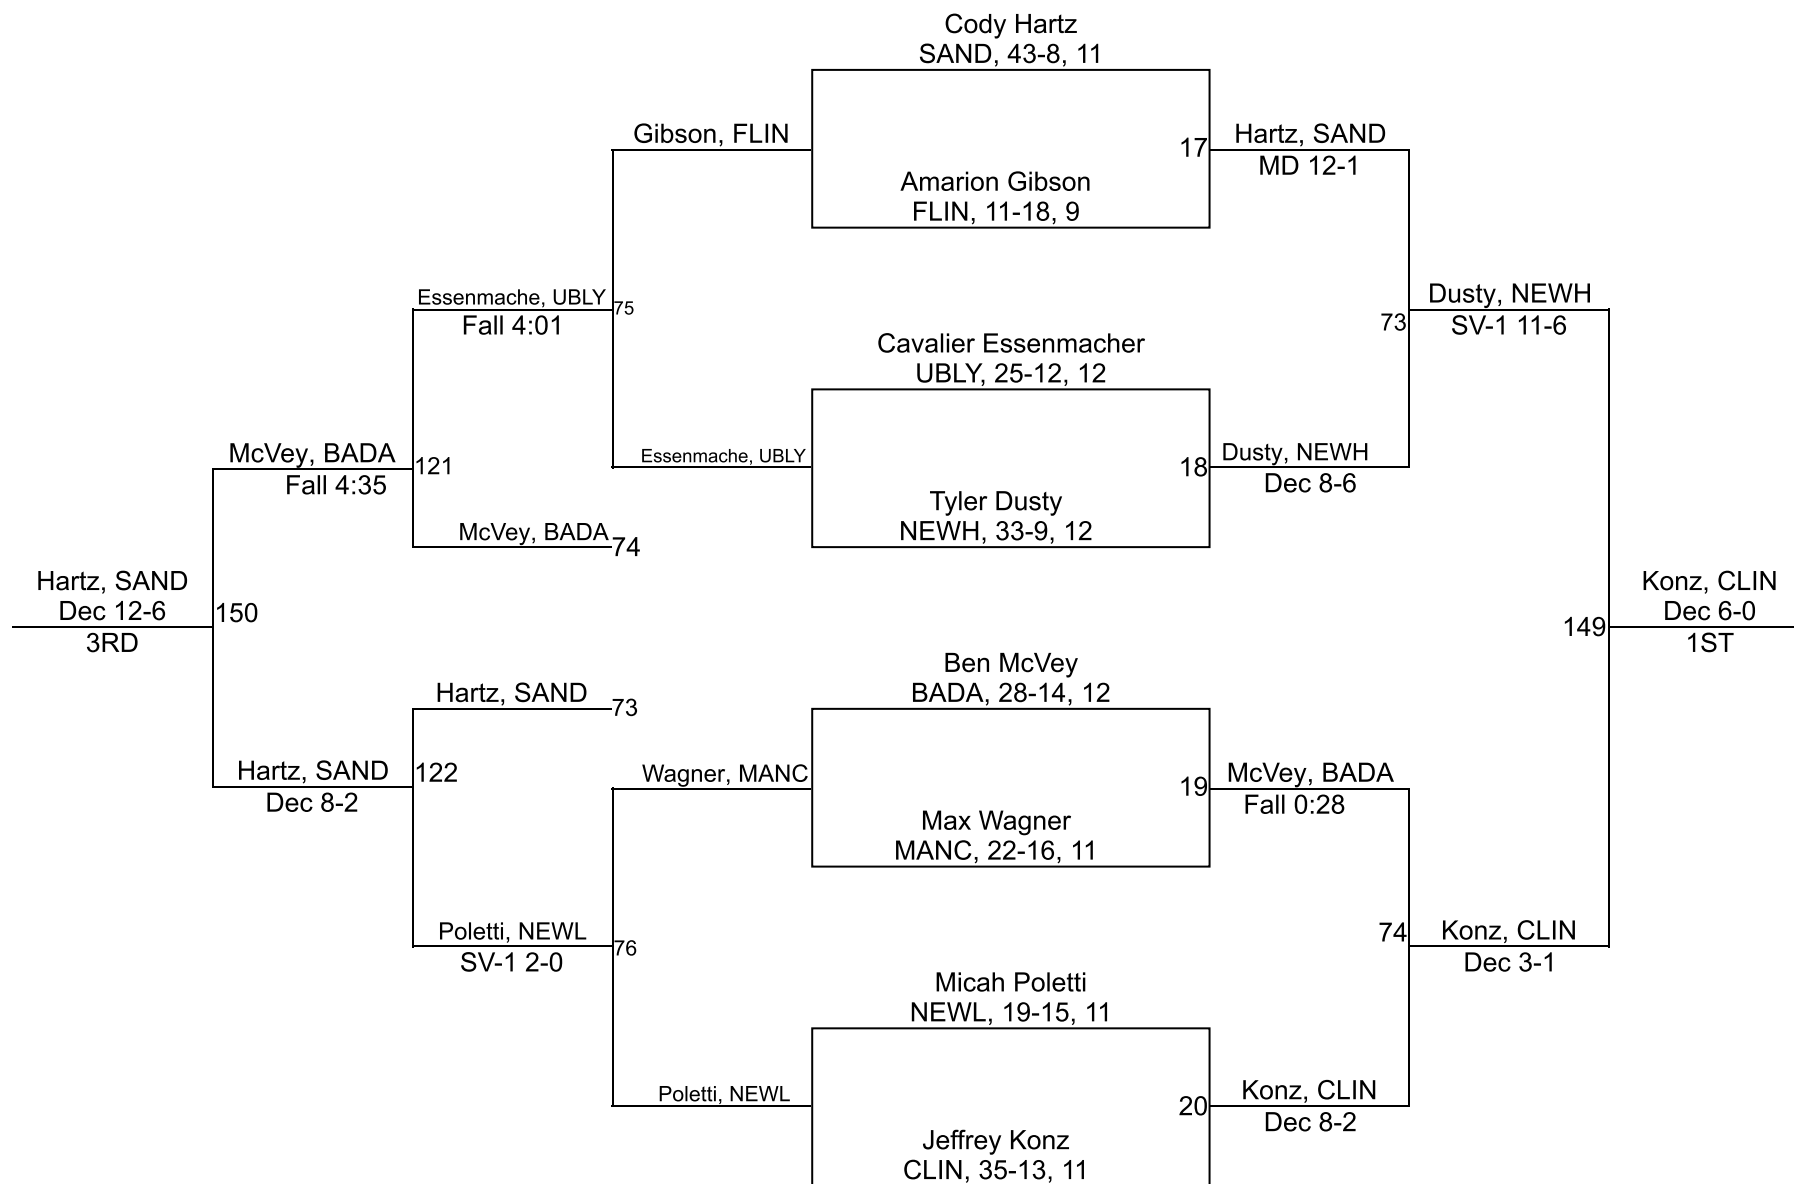 Cody Hartz
SAND, 43-8, 11
Gibson, FLIN
17
Hartz, SAND
MD 12-1
Amarion Gibson
FLIN, 11-18, 9
Essenmache, UBLY
75
Fall 4:01
Dusty, NEWH
73
SV-1 11-6
Cavalier Essenmacher
UBLY, 25-12, 12
McVey, BADA
121
Fall 4:35
Essenmache, UBLY
18
Dusty, NEWH
Dec 8-6
Tyler Dusty
NEWH, 33-9, 12
McVey, BADA
74
Hartz, SAND
Dec 12-6
150
3RD
Konz, CLIN
Dec 6-0
149
1ST
Ben McVey
BADA, 28-14, 12
Hartz, SAND
73
Hartz, SAND
122
Dec 8-2
Wagner, MANC
19
McVey, BADA
Fall 0:28
Max Wagner
MANC, 22-16, 11
Poletti, NEWL
76
SV-1 2-0
74
Konz, CLIN
Dec 3-1
Micah Poletti
NEWL, 19-15, 11
Poletti, NEWL
20
Konz, CLIN
Dec 8-2
Jeffrey Konz
CLIN, 35-13, 11